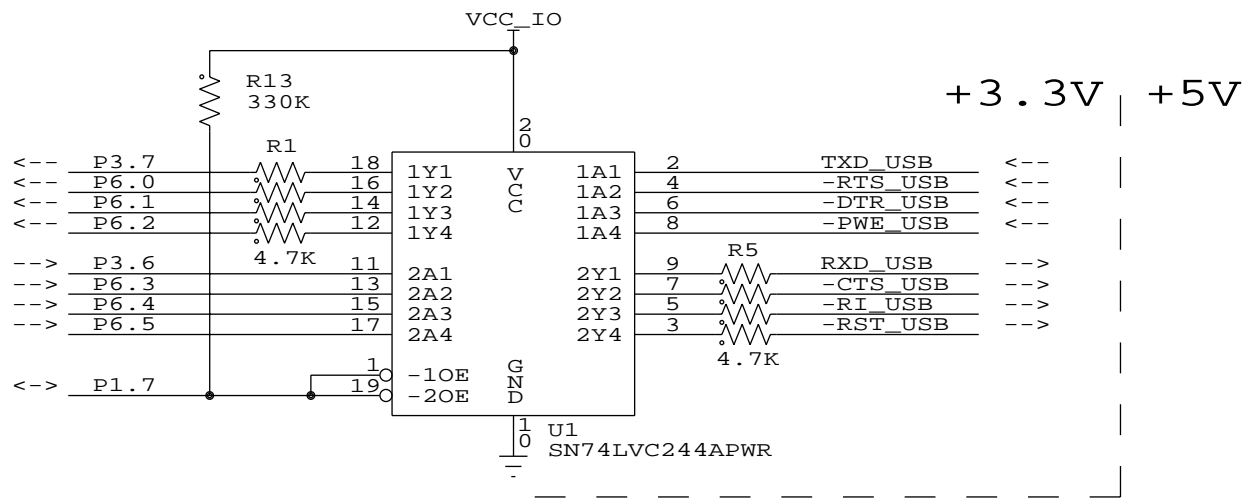 VCC_IO
R13
330K
+3.3V +5V
2
0
R1
<-- P3.7 18 1Y1 V 1A1 2 TXD_USB <--
<-- P6.0 16 1Y2 C 1A2 4 -RTS_USB <--
<-- P6.1 14 1Y3 C 1A3 6 -DTR_USB <--
<-- P6.2 12 1Y4 1A4 8 -PWE_USB <--
4.7K R5
--> P3.6 11 2A1 2Y1 9 RXD_USB -->
--> P6.3 13 2A2 2Y2 7 -CTS_USB -->
--> P6.4 15 2A3 2Y3 5 -RI_USB -->
--> P6.5 17 2A4 2Y4 3 -RST_USB -->
4.7K
1 -1OE G
<-> P1.7 19 -2OE N
D
1
0
U1
SN74LVC244APWR